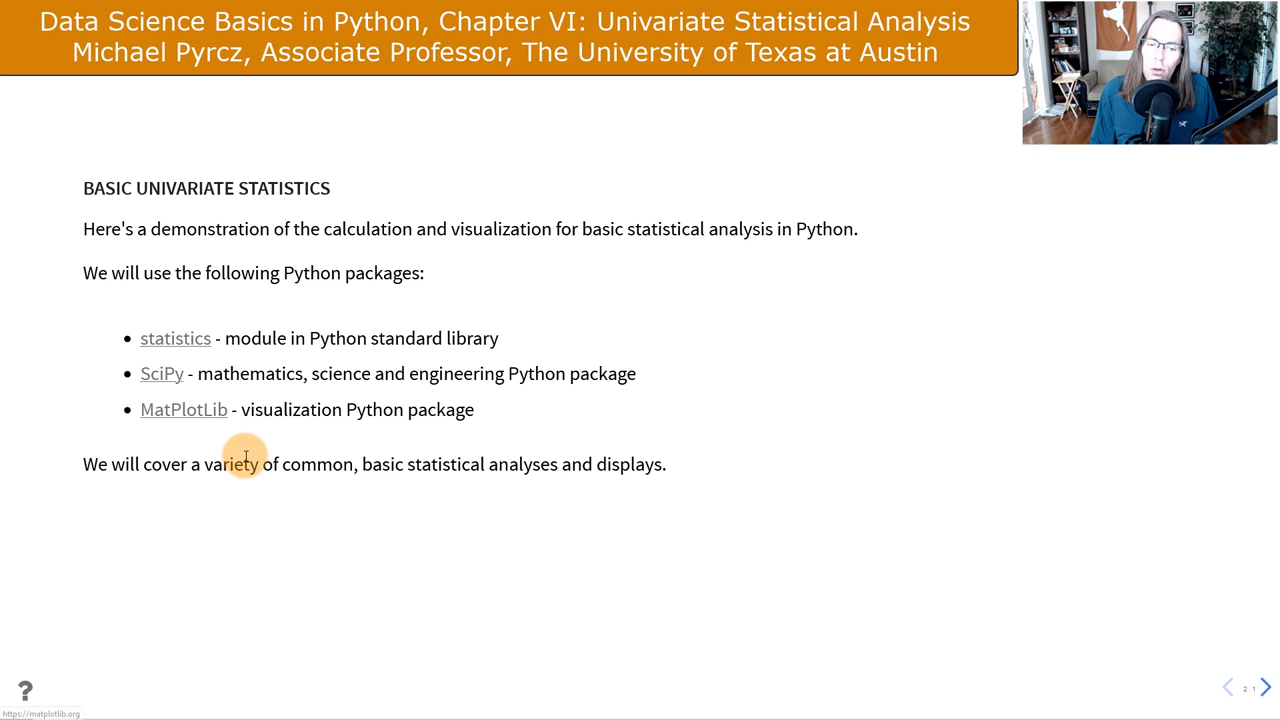 Data Science Basics in Python, Chapter VI: Univariate Statistical Analysis
Michael Pyrcz, Associate Professor, The University of Texas at Austin
BASIC UNIVARIATE STATISTICS
Here's a demonstration of the calculation and visualization for basic statistical analysis in Python.
We will use the following Python packages:
• statistics - module in Python standard library
• SciPy - mathematics, science and engineering Python package
• MatPlotLib - visualization Python package
We will cover a variety of common, basic statistical analyses and displays.
?
2.1
https://matplotlib.org